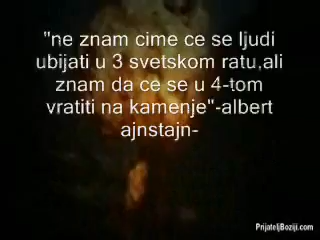 "ne znam cime ce se ljudi
ubijati u 3 svetskom ratu,ali
znam da ce se u 4-tom
vratiti na kamenje"-albert
ajnstajn-
PrijateljBoziji.com